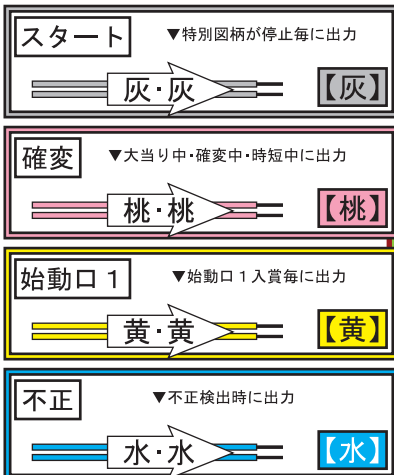 スタート ▼特別図柄が停止毎に出力
灰・灰 【灰】
確変 ▼大当り中・確変中・時短中に出力
桃・桃 【桃】
始動口1 ▼始動口1入賞毎に出力
黄・黄 【黄】
不正 ▼不正検出時に出力
水・水 【水】